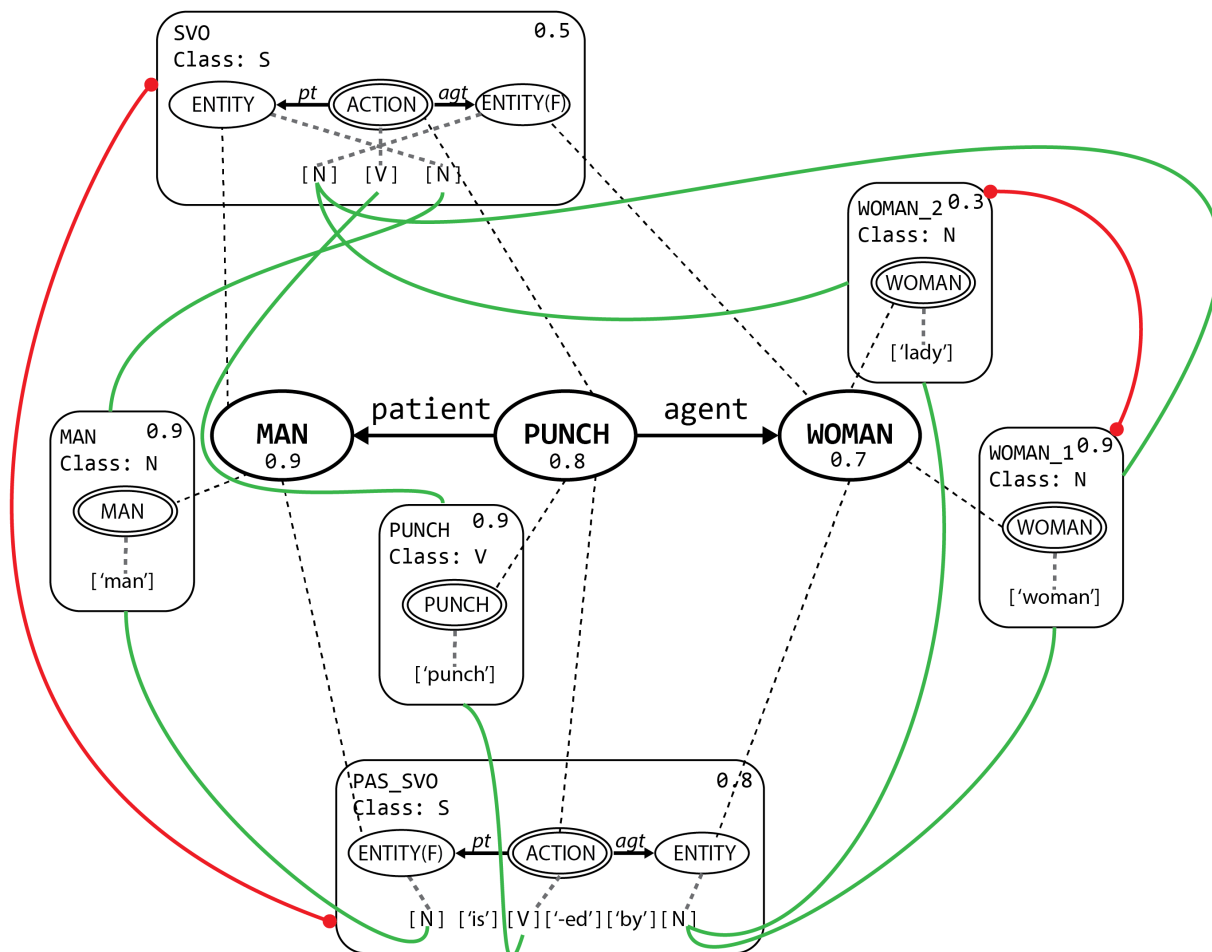 SVO 0.5
Class: S
ENTITY pt ACTION agt ENTITY(F)
[N] [V] [N]
WOMAN_2 0.3
Class: N
WOMAN
['lady']
patient agent
MAN PUNCH WOMAN
0.9 0.8 0.7
MAN 0.9
Class: N
MAN
['man']
WOMAN_1 0.9
Class: N
WOMAN
['woman']
PUNCH 0.9
Class: V
PUNCH
['punch']
PAS_SVO 0.8
Class: S
ENTITY(F) pt ACTION agt ENTITY
[N] ['is'] [V] ['-ed'] ['by'] [N]